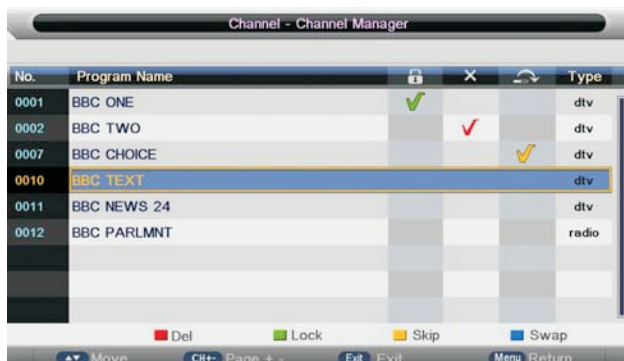 Channel - Channel Manager
No. Program Name Type
0001 BBC ONE dtv
0002 BBC TWO dtv
0007 BBC CHOICE dtv
0010 BBC TEXT dtv
0011 BBC NEWS 24 dtv
0012 BBC PARLMNT radio
Del Lock Skip Swap
Move CH+- Page + - Exit Exit Menu Return